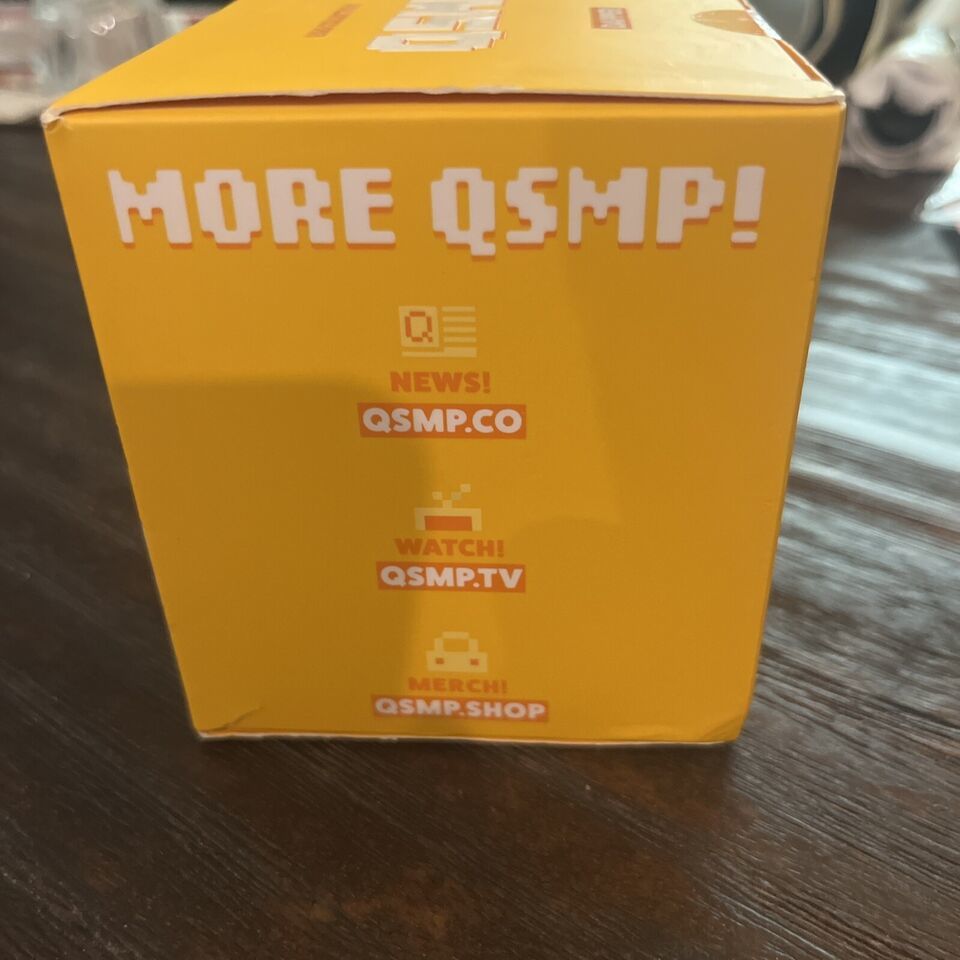 MORE QSMP!
Q
NEWS!
QSMP.CO
WATCH!
QSMP.TV
MERCH!
QSMP.SHOP